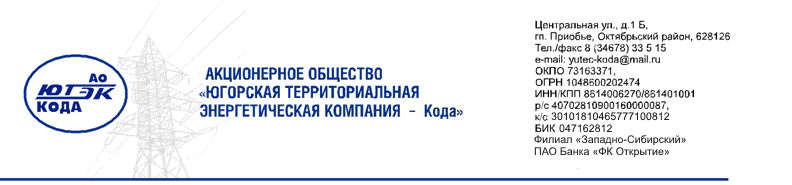 АО
ЮТЭК
КОДА
АКЦИОНЕРНОЕ ОБЩЕСТВО
«ЮГОРСКАЯ ТЕРРИТОРИАЛЬНАЯ
ЭНЕРГЕТИЧЕСКАЯ КОМПАНИЯ – Кода»
Центральная ул., д.1 Б,
гп. Приобье, Октябрьский район, 628126
Тел./факс 8 (34678) 33 5 15
e-mail: yutec-koda@mail.ru
ОКПО 73163371,
ОГРН 1048600202474
ИНН/КПП 8614006270/861401001
р/с 40702810900160000087,
к/с 30101810465777100812
БИК 047162812
Филиал «Западно-Сибирский»
ПАО Банка «ФК Открытие»